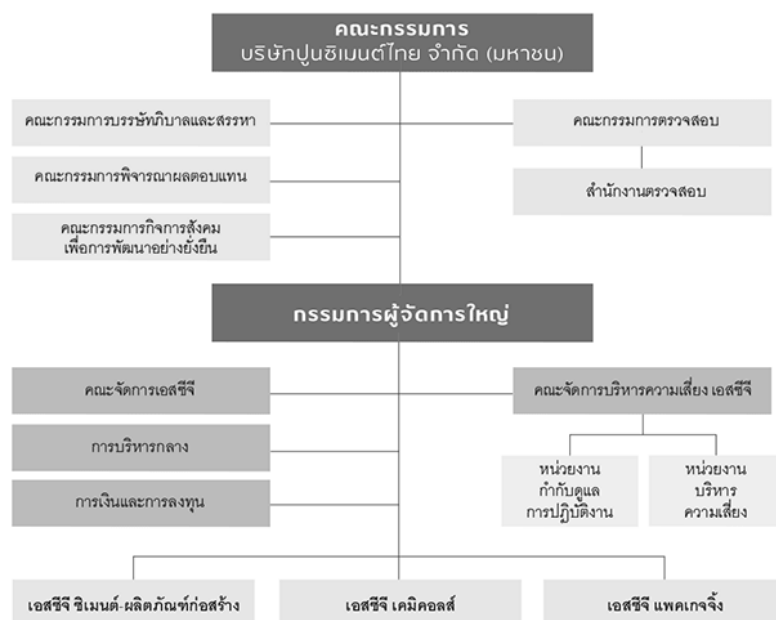 คณะกรรมการ
บริษัทปูนซิเมนต์ไทย จำกัด (มหาชน)
คณะกรรมการบรรษัทภิบาลและสรรหา
คณะกรรมการตรวจสอบ
คณะกรรมการพิจารณาผลตอบแทน
สำนักงานตรวจสอบ
คณะกรรมการกิจการสังคม
เพื่อการพัฒนาอย่างยั่งยืน
กรรมการผู้จัดการใหญ่
คณะจัดการเอสซีจี
คณะจัดการบริหารความเสี่ยง เอสซีจี
การบริหารกลาง
การเงินและการลงทุน
หน่วยงาน
กำกับดูแล
การปฏิบัติงาน
หน่วยงาน
บริหาร
ความเสี่ยง
เอสซีจี ซิเมนต์-ผลิตภัณฑ์ก่อสร้าง
เอสซีจี เคมิคอลส์
เอสซีจี แพคเกจจิ้ง